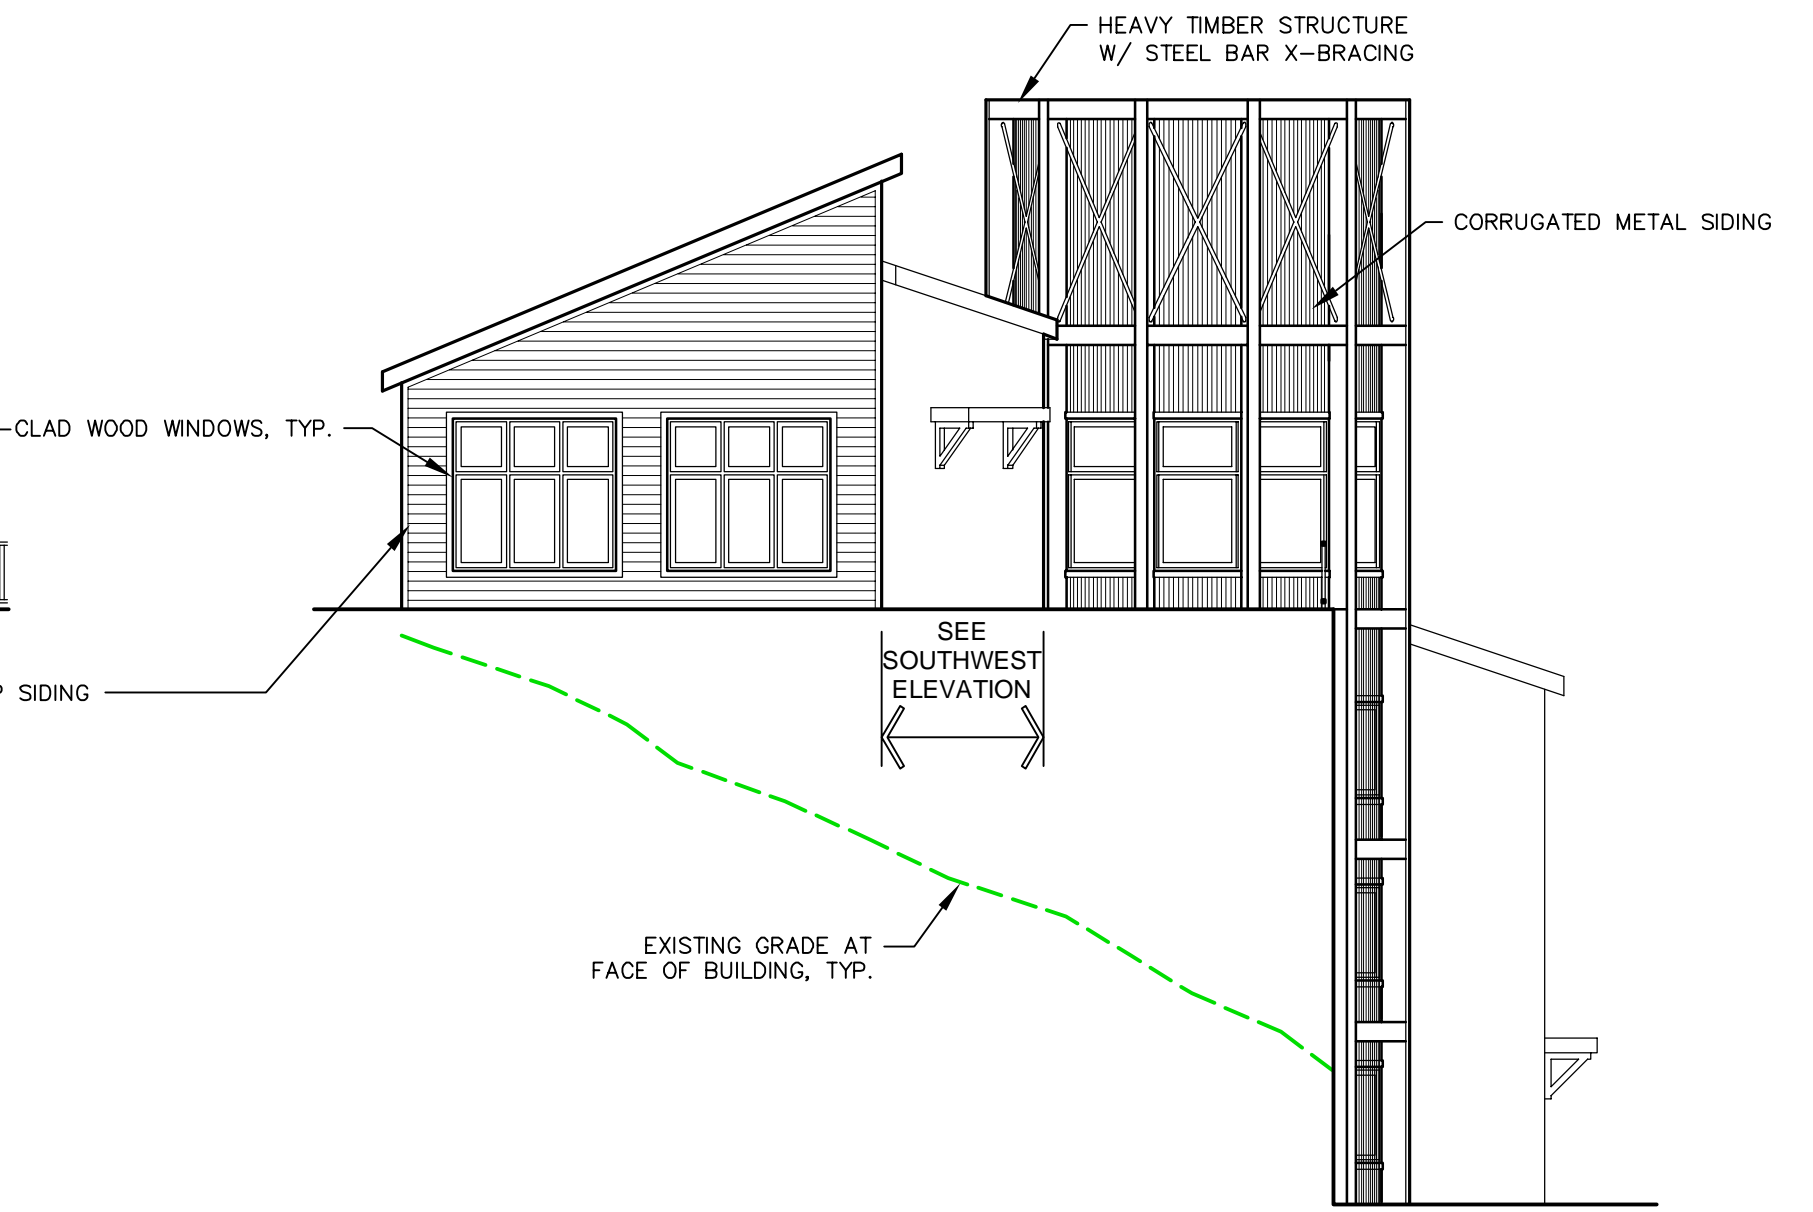 HEAVY TIMBER STRUCTURE
W/ STEEL BAR X-BRACING
CORRUGATED METAL SIDING
CLAD WOOD WINDOWS, TYP.
SEE
SOUTHWEST
ELEVATION
SIDING
EXISTING GRADE AT
FACE OF BUILDING, TYP.